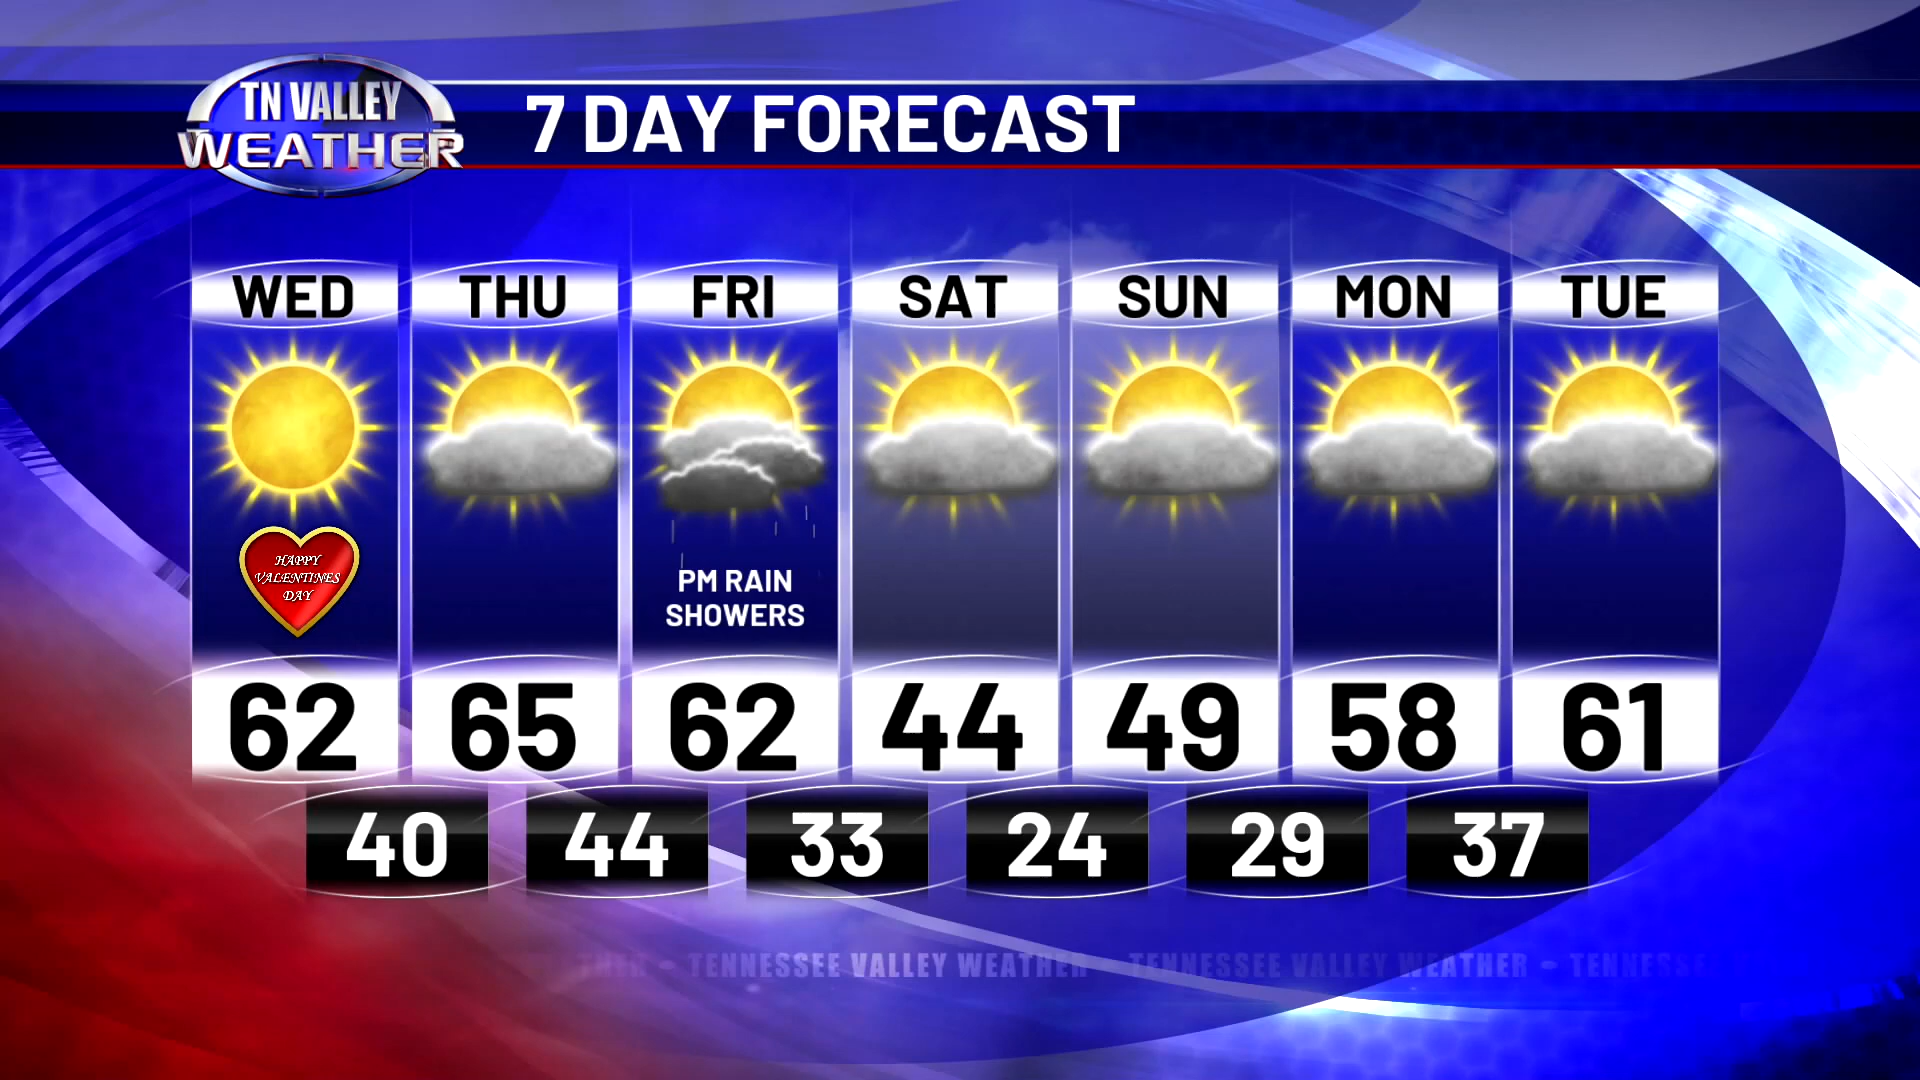 TN VALLEY
WEATHER
7 DAY FORECAST
WED
THU
FRI
SAT
SUN
MON
TUE
HAPPY
VALENTINES
DAY
PM RAIN
SHOWERS
62
65
62
44
49
58
61
40
44
33
24
29
37
- TENNESSEE VALLEY WEATHER - TENNESSEE VALLEY WEATHER -